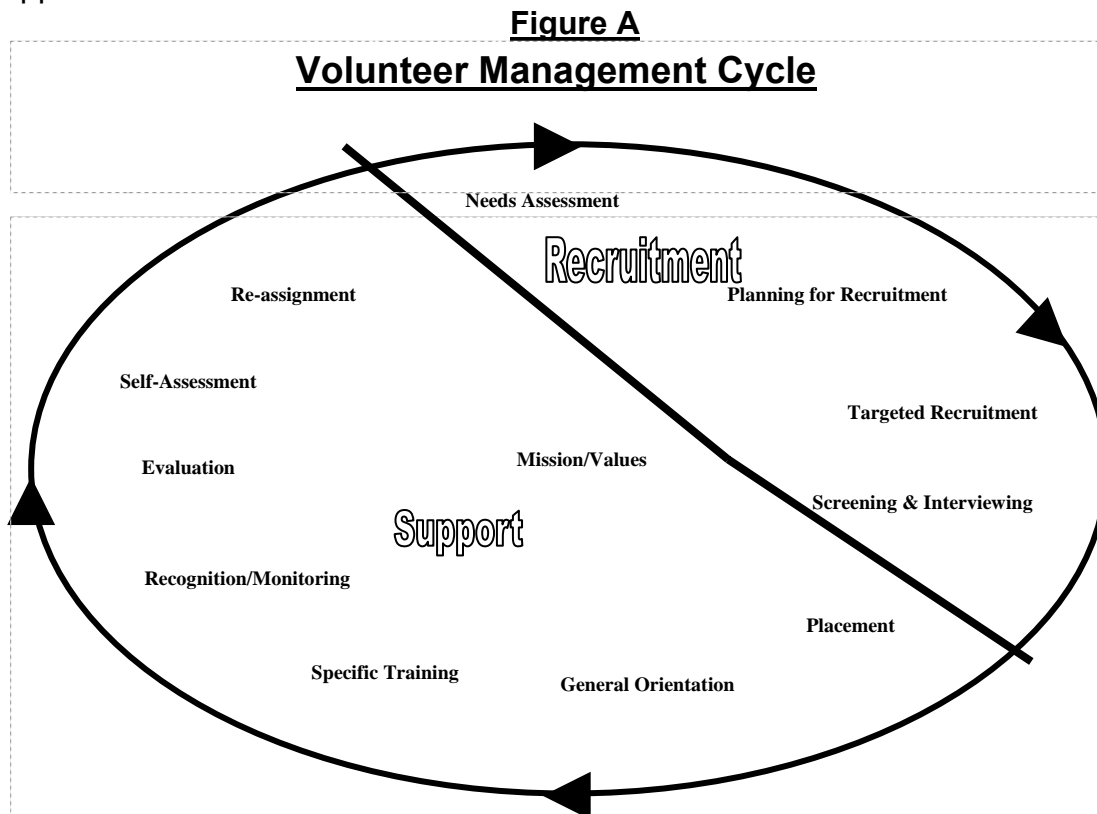 Figure A
Volunteer Management Cycle
Needs Assessment
Recruitment
Re-assignment
Planning for Recruitment
Self-Assessment
Targeted Recruitment
Mission/Values
Evaluation
Screening & Interviewing
Support
Recognition/Monitoring
Placement
Specific Training
General Orientation